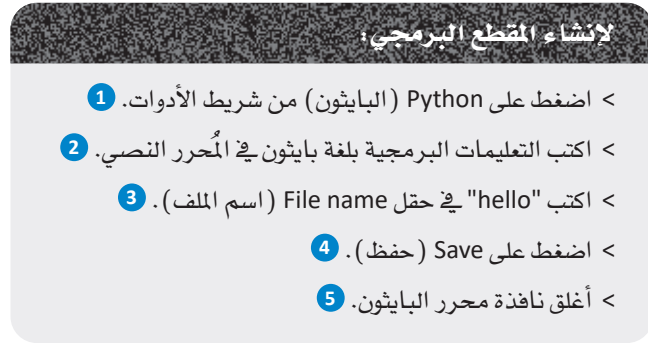 لإنشاء المقطع البرمجي:
> اضغط على Python (البايثون) من شريط الأدوات. 1
> اكتب التعليمات البرمجية بلغة بايثون في المُحرر النصي. 2
> اكتب "hello" في حقل File name (اسم الملف). 3
> اضغط على Save (حفظ). 4
> أغلق نافذة محرر البايثون. 5